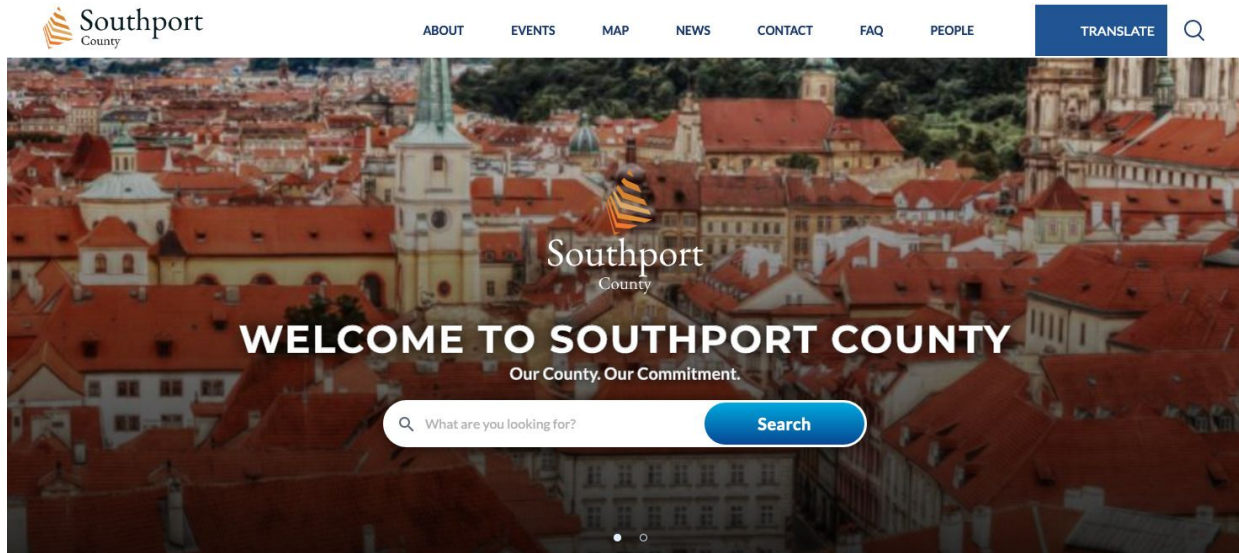 Southport
County
ABOUT EVENTS MAP NEWS CONTACT FAQ PEOPLE TRANSLATE
Southport
County
WELCOME TO SOUTHPORT COUNTY
Our County. Our Commitment.
What are you looking for? Search